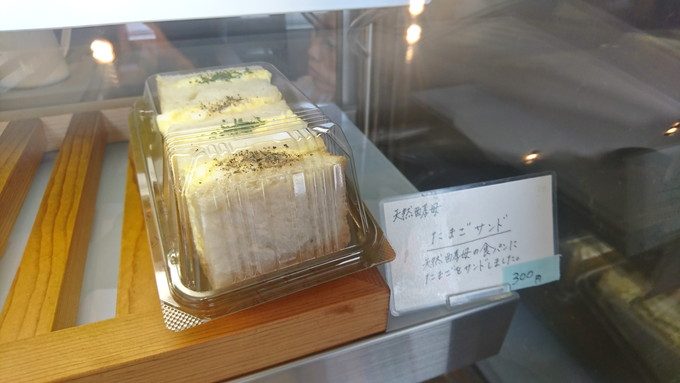 天然酵母
たまごサンド
天然酵母の食パンに
たまごをサンドしました。
300円